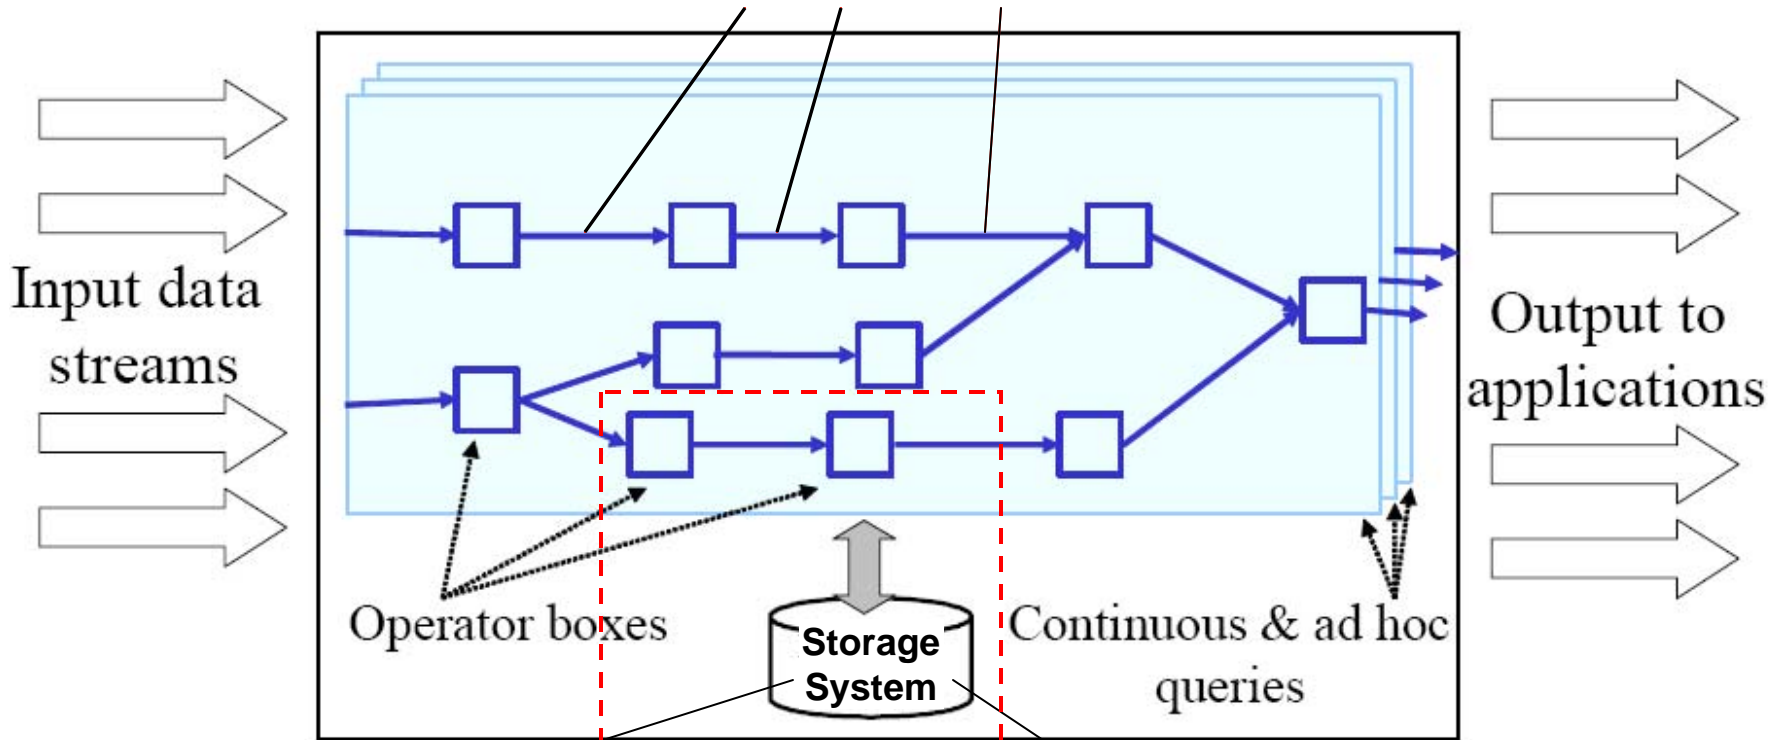 Input data
streams
Output to
applications
Operator boxes
Storage
System
Continuous & ad hoc
queries